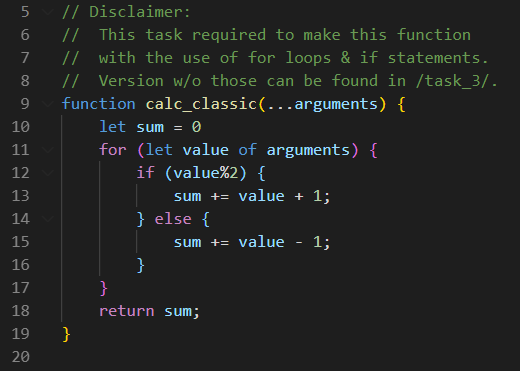 5 // Disclaimer:
6 //  This task required to make this function
7 //  with the use of for loops & if statements.
8 //  Version w/o those can be found in /task_3/.
9 function calc_classic(...arguments) {
10     let sum = 0
11     for (let value of arguments) {
12         if (value%2) {
13             sum += value + 1;
14         } else {
15             sum += value - 1;
16         }
17     }
18     return sum;
19 }
20